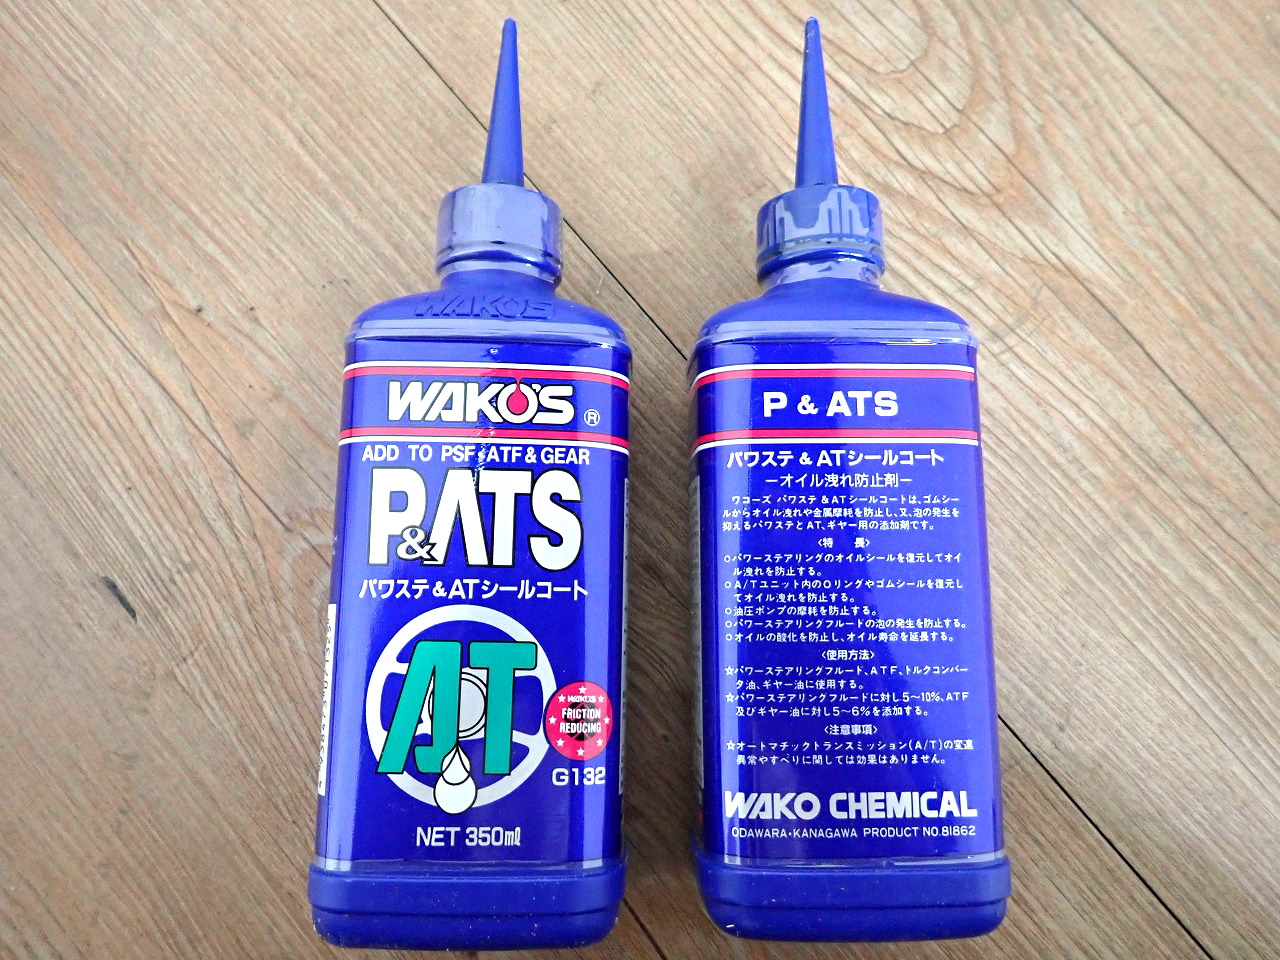 WAKO'S
WAKO'S ®
ADD TO PSF・ATF & GEAR
P&ATS
パワステ&ATシールコート
AT
WAKO'S
FRICTION
REDUCING
G132
NET 350mℓ
P & ATS
パワステ&ATシールコート
−オイル洩れ防止剤−
ワコーズ パワステ&ATシールコートは、ゴムシー
ルからオイル洩れや金属摩耗を防止し、又、泡の発生を
抑えるパワステとAT、ギヤー用の添加剤です。
〈特 長〉
○パワーステアリングのオイルシールを復元してオイ
ル洩れを防止する。
○A/Tユニット内のOリングやゴムシールを復元し
てオイル洩れを防止する。
○油圧ポンプの摩耗を防止する。
○パワーステアリングフルードの泡の発生を防止する。
○オイルの酸化を防止し、オイル寿命を延長する。
〈使用方法〉
☆パワーステアリングフルード、ATF、トルクコンバー
タ油、ギヤー油に使用する。
☆パワーステアリングフルードに対し5〜10%、ATF
及びギヤー油に対し5〜6%を添加する。
〈注意事項〉
☆オートマチックトランスミッション(A/T)の変速
異常やすべりに関しては効果はありません。
WAKO CHEMICAL
ODAWARA・KANAGAWA PRODUCT NO.81862